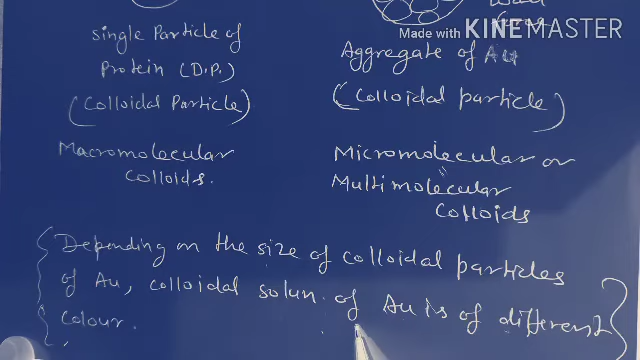 Made with KINEMASTER
Single Particle of
Protein (D.P.)
(Colloidal Particle)
Macromolecular
Colloids.
Aggregate of Au
(Colloidal particle)
Micromolecular or
Multimolecular
Colloids
Depending on the size of colloidal particles
of Au, colloidal solun. of Au is of different
colour.